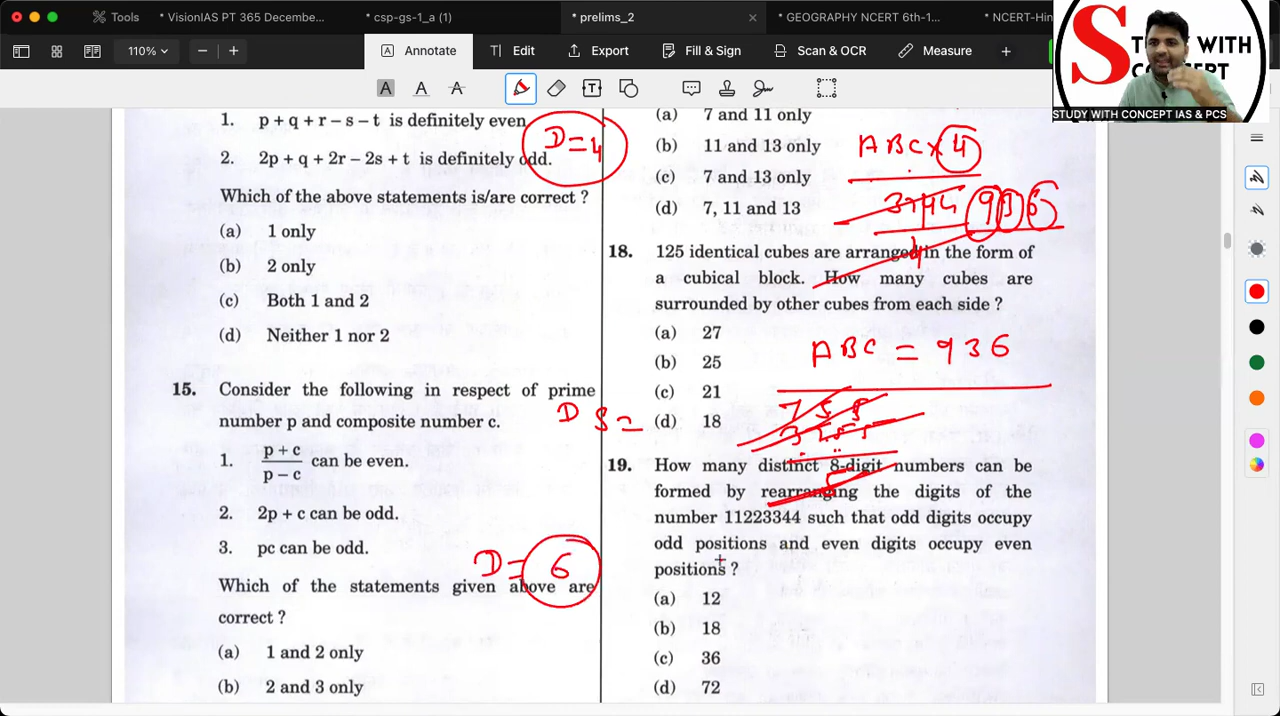 Tools
* VisionIAS PT 365 Decembe...
* csp-gs-1_a (1)
* prelims_2
* GEOGRAPHY NCERT 6th-1...
* NCERT-Hin
110%
Annotate
Edit
Export
Fill & Sign
Scan & OCR
Measure
STUDY WITH
CONCEPT
STUDY WITH CONCEPT IAS & PCS
1. p + q + r – s – t is definitely even.
2. 2p + q + 2r – 2s + t is definitely odd.
Which of the above statements is/are correct ?
(a) 1 only
(b) 2 only
(c) Both 1 and 2
(d) Neither 1 nor 2
D = 4
15. Consider the following in respect of prime
number p and composite number c.
1. p + c
p – c
can be even.
2. 2p + c can be odd.
3. pc can be odd.
Which of the statements given above are
correct ?
(a) 1 and 2 only
(b) 2 and 3 only
D S =
D = 6
(a) 7 and 11 only
(b) 11 and 13 only
(c) 7 and 13 only
(d) 7, 11 and 13
ABC × 4
936
4
18. 125 identical cubes are arranged in the form of
a cubical block. How many cubes are
surrounded by other cubes from each side ?
(a) 27
(b) 25
(c) 21
(d) 18
ABC = 936
755
5
19. How many distinct 8-digit numbers can be
formed by rearranging the digits of the
number 11223344 such that odd digits occupy
odd positions and even digits occupy even
positions ?
(a) 12
(b) 18
(c) 36
(d) 72